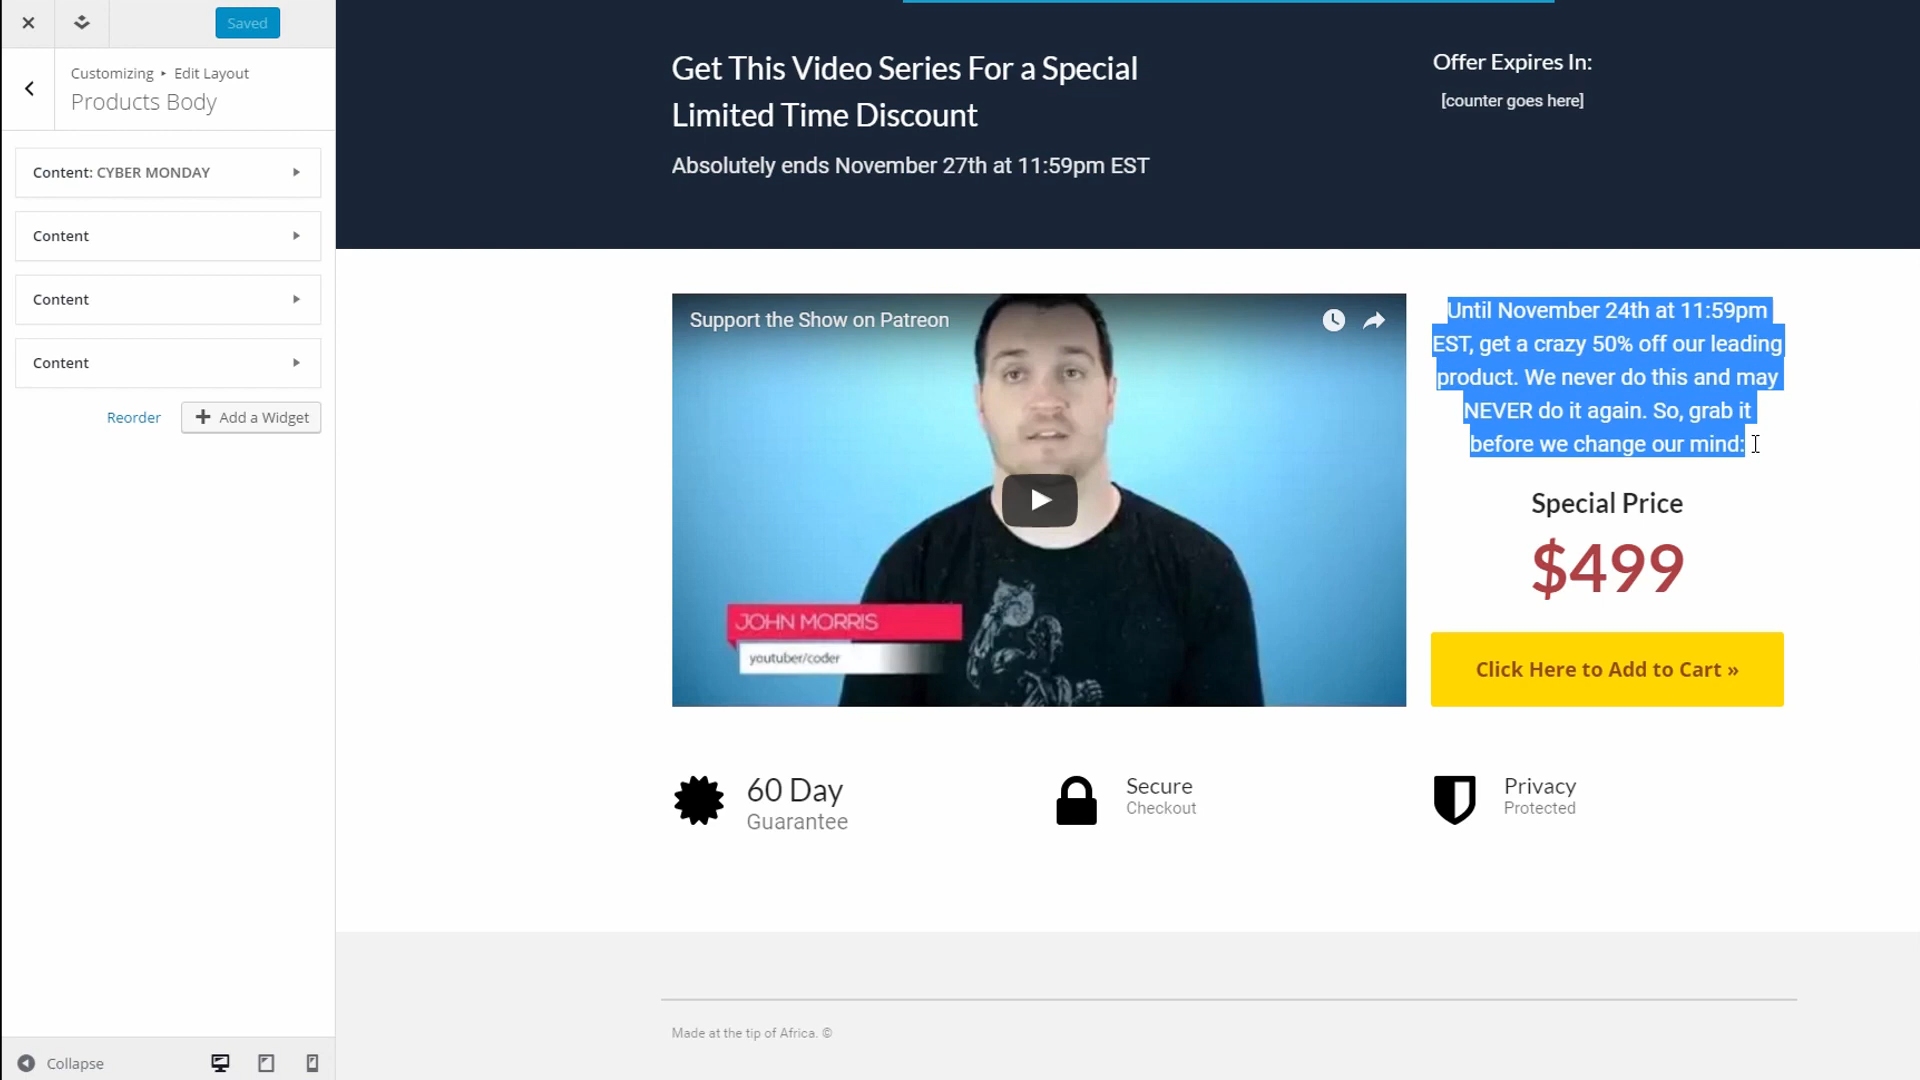 Saved
Customizing ▸ Edit Layout
Products Body
Content: CYBER MONDAY
Content
Content
Content
Reorder
Add a Widget
Collapse
Get This Video Series For a Special
Limited Time Discount
Absolutely ends November 27th at 11:59pm EST
Offer Expires In:
[counter goes here]
Support the Show on Patreon
JOHN MORRIS
youtuber/coder
Until November 24th at 11:59pm
EST, get a crazy 50% off our leading
product. We never do this and may
NEVER do it again. So, grab it
before we change our mind:
Special Price
$499
Click Here to Add to Cart »
60 Day
Guarantee
Secure
Checkout
Privacy
Protected
Made at the tip of Africa. ©